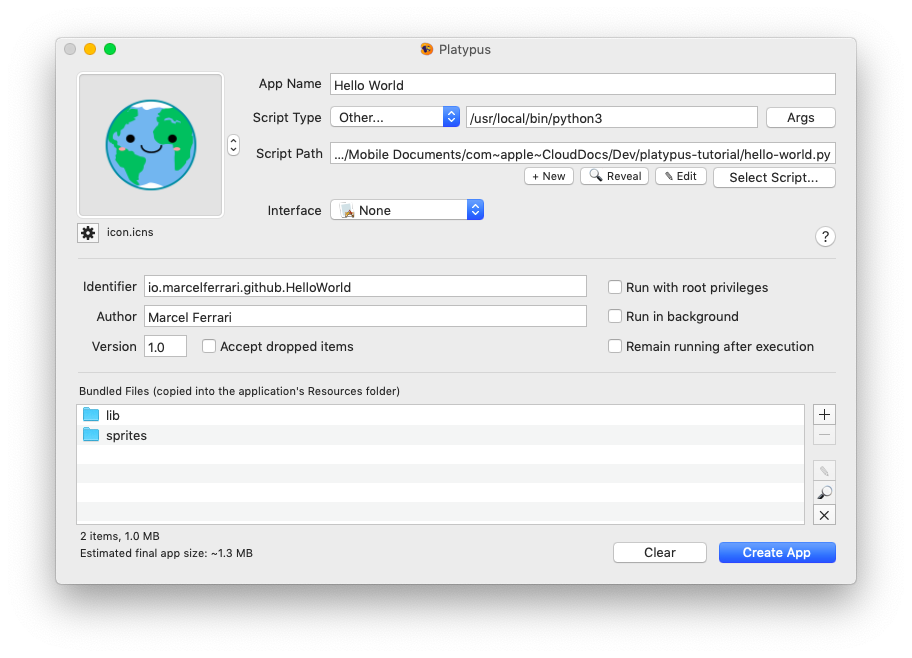 Platypus
App Name Hello World
Script Type Other... /usr/local/bin/python3 Args
Script Path .../Mobile Documents/com~apple~CloudDocs/Dev/platypus-tutorial/hello-world.py
+ New Reveal Edit Select Script...
Interface None
icon.icns ?
Identifier io.marcelferrari.github.HelloWorld Run with root privileges
Author Marcel Ferrari Run in background
Version 1.0 Accept dropped items Remain running after execution
Bundled Files (copied into the application's Resources folder)
lib
sprites
2 items, 1.0 MB
Estimated final app size: ~1.3 MB
Clear Create App